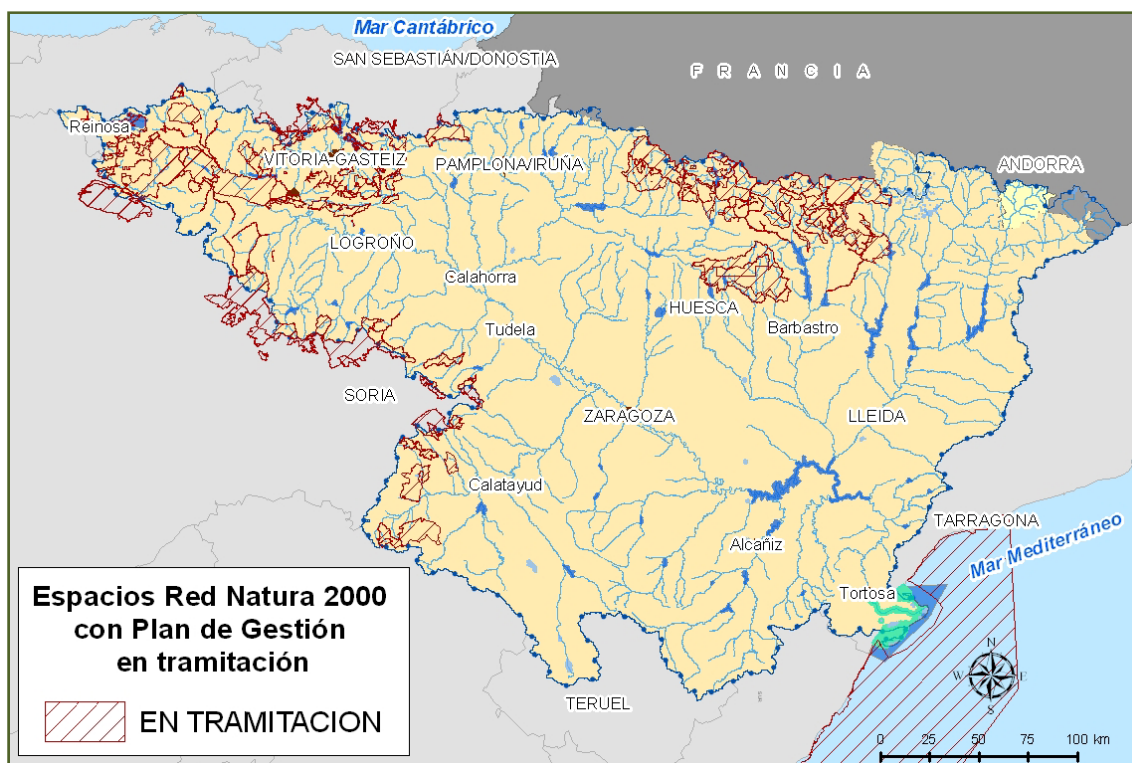 Mar Cantábrico
SAN SEBASTIÁN/DONOSTIA
F R A N C I A
Reinosa
VITORIA-GASTEIZ
PAMPLONA/IRUÑA
ANDORRA
LOGROÑO
Calahorra
HUESCA
Barbastro
Tudela
SORIA
ZARAGOZA
LLEIDA
Calatayud
TARRAGONA
Mar Mediterráneo
Alcañiz
Tortosa
TERUEL
Espacios Red Natura 2000
con Plan de Gestión
en tramitación
EN TRAMITACION
N
W E
S
0 25 50 75 100 km